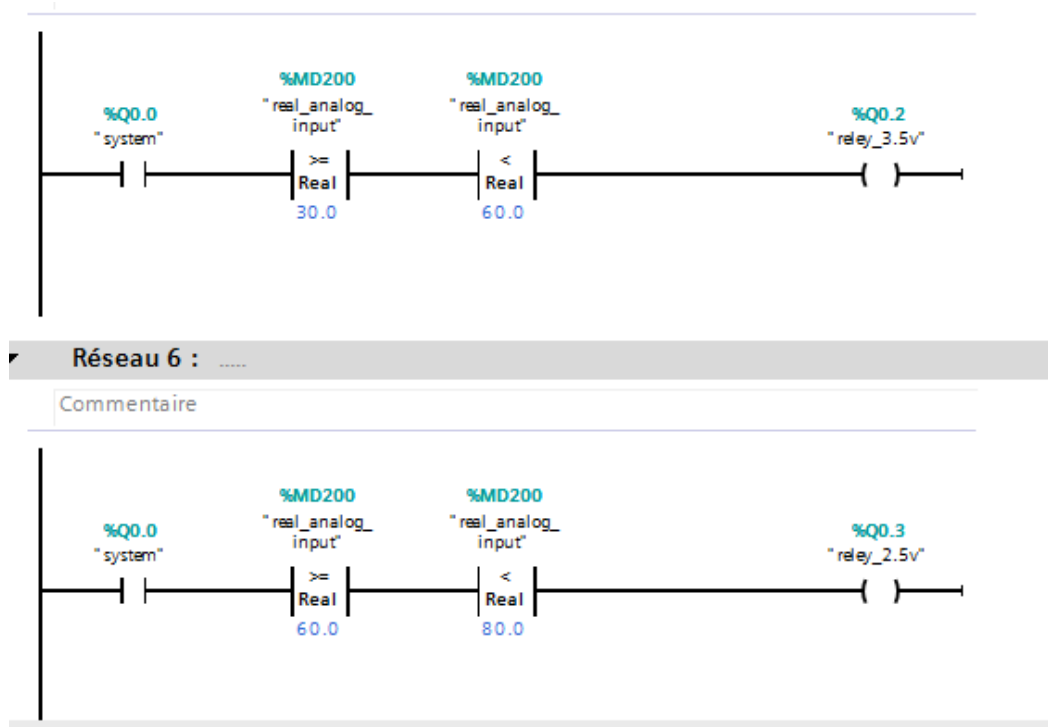 %MD200 %MD200
%Q0.0 "real_analog_ "real_analog_ %Q0.2
"system" input" input" "reley_3.5v"
>= <
Real Real
30.0 60.0
Réseau 6 : .....
Commentaire
%MD200 %MD200
%Q0.0 "real_analog_ "real_analog_ %Q0.3
"system" input" input" "reley_2.5v"
>= <
Real Real
60.0 80.0